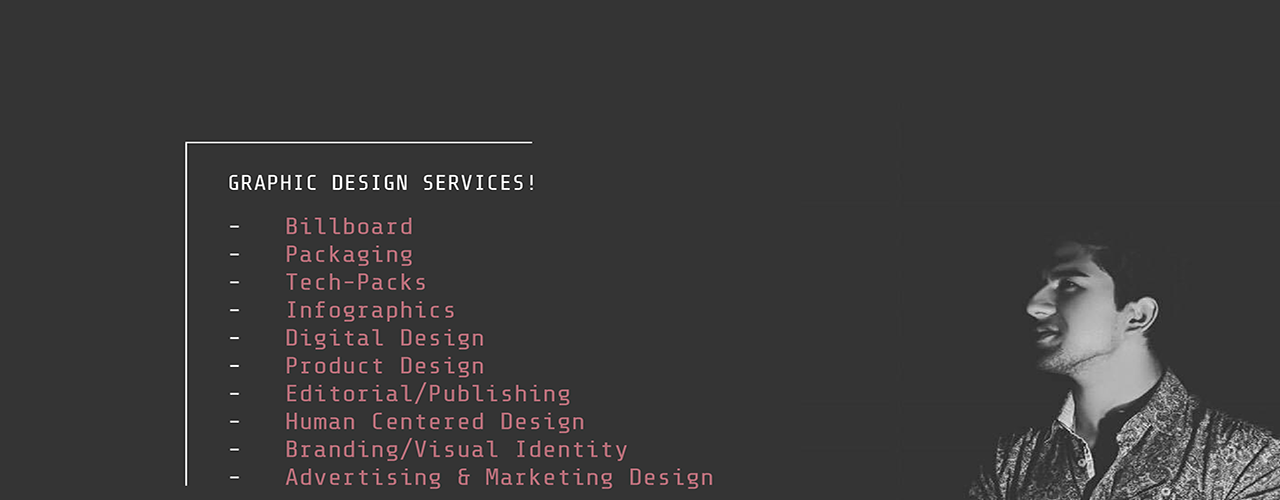 GRAPHIC DESIGN SERVICES!
- Billboard
- Packaging
- Tech-Packs
- Infographics
- Digital Design
- Product Design
- Editorial/Publishing
- Human Centered Design
- Branding/Visual Identity
- Advertising & Marketing Design